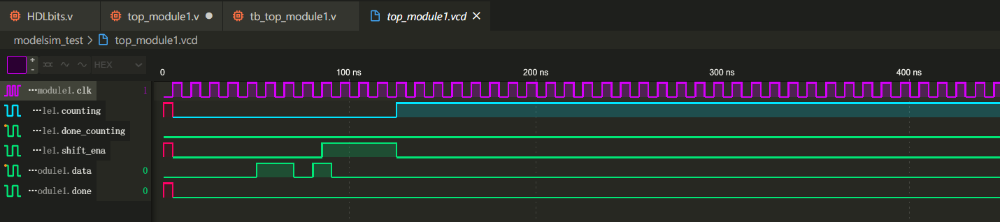 HDLbits.v top_module1.v tb_top_module1.v top_module1.vcd
modelsim_test > top_module1.vcd
+ - HEX
0 100 ns 200 ns 300 ns 400 ns
⋯module1.clk 1
⋯le1.counting
⋯le1.done_counting
⋯le1.shift_ena
⋯odule1.data 0
⋯odule1.done 0